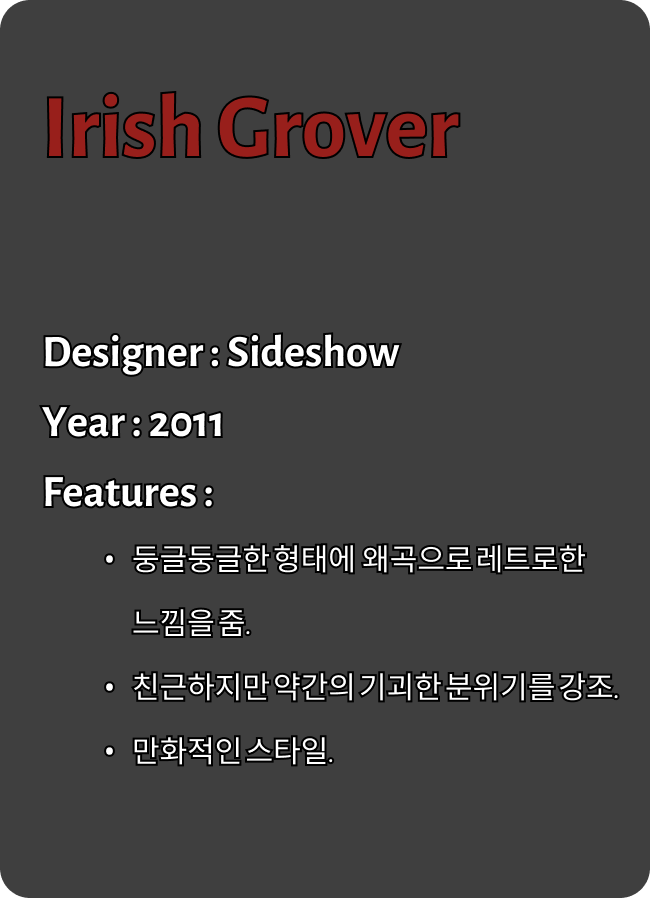 Irish Grover
Designer : Sideshow
Year : 2011
Features :
• 둥글둥글한 형태에 왜곡으로 레트로한
느낌을 줌.
• 친근하지만 약간의 기괴한 분위기를 강조.
• 만화적인 스타일.